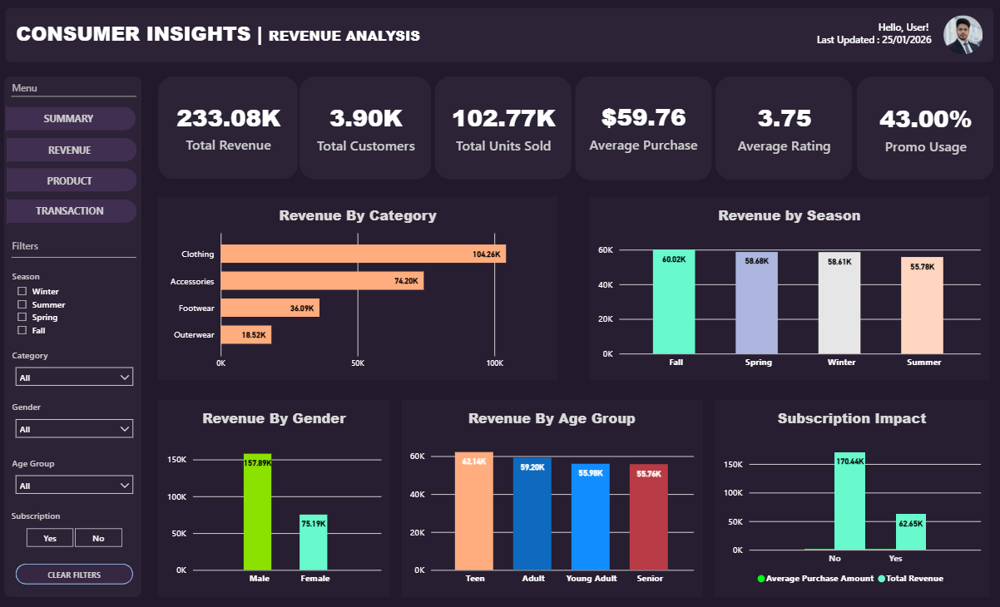 CONSUMER INSIGHTS | REVENUE ANALYSIS
Hello, User!
Last Updated : 25/01/2026
Menu
SUMMARY
REVENUE
PRODUCT
TRANSACTION
Filters
Season
Winter
Summer
Spring
Fall
Category
All
Gender
All
Age Group
All
Subscription
Yes No
CLEAR FILTERS
233.08K
Total Revenue
3.90K
Total Customers
102.77K
Total Units Sold
$59.76
Average Purchase
3.75
Average Rating
43.00%
Promo Usage
Revenue By Category
Clothing 104.26K
Accessories 74.20K
Footwear 36.09K
Outerwear 18.52K
0K 50K 100K
Revenue by Season
60K
40K
20K
0K
60.02K 58.68K 58.61K 55.78K
Fall Spring Winter Summer
Revenue By Gender
150K
100K
50K
0K
157.89K 75.19K
Male Female
Revenue By Age Group
60K
40K
20K
0K
62.14K 59.20K 55.98K 55.76K
Teen Adult Young Adult Senior
Subscription Impact
150K
100K
50K
0K
170.44K 62.65K
No Yes
Average Purchase Amount Total Revenue